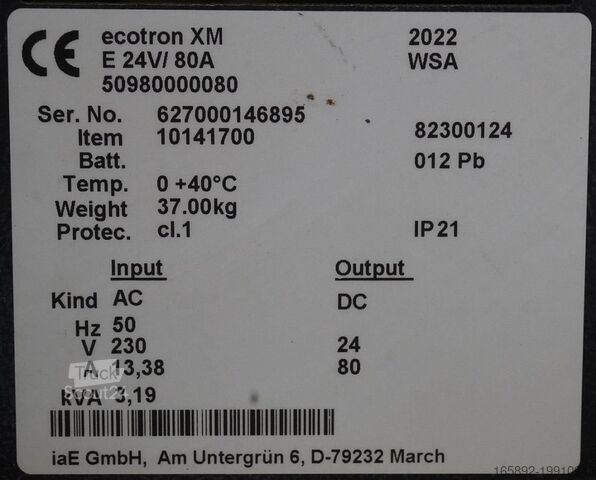 CE ecotron XM 2022
E 24V/ 80A WSA
50980000080
Ser. No. 627000146895
Item 10141700 82300124
Batt. 012 Pb
Temp. 0 +40°C
Weight 37.00kg
Protec. cl.1 IP21
Input Output
Kind AC DC
Hz 50
V 230 24
A 13,38 80
kVA 3,19
Truck
Scout24
iaE GmbH, Am Untergrün 6, D-79232 March